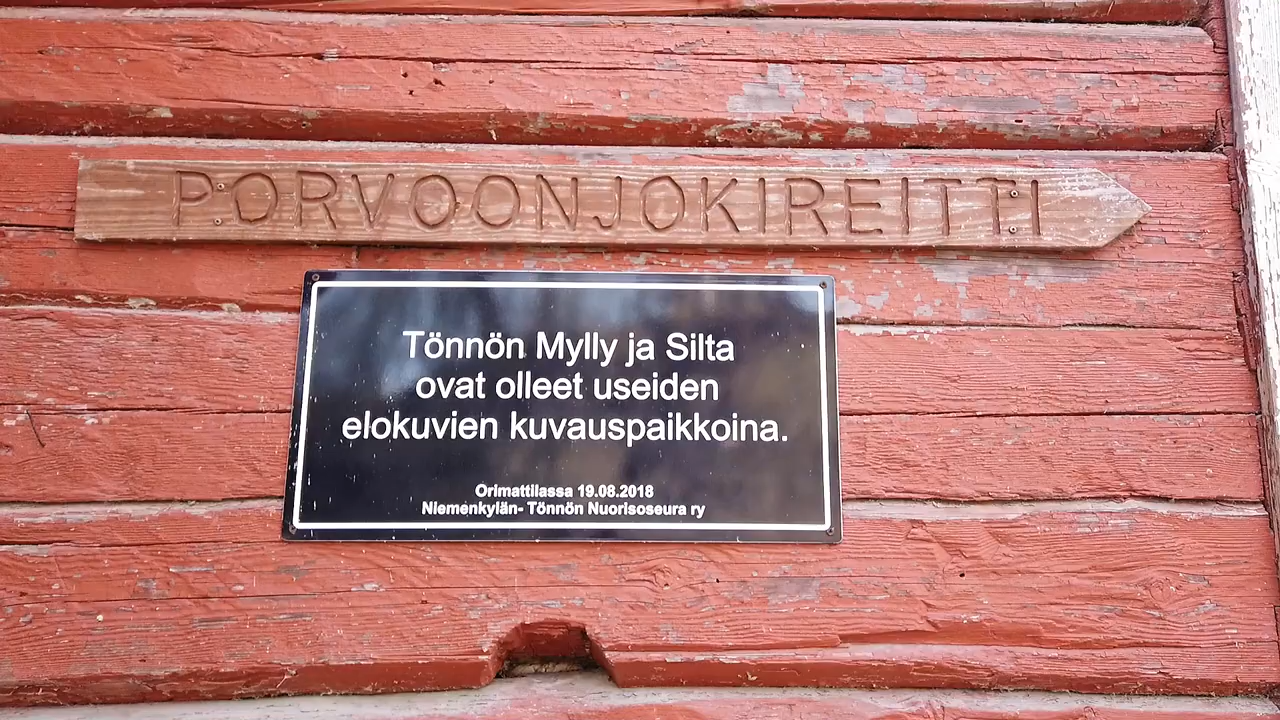 PORVOONJOKIREITTI
Tönnön Mylly ja Silta
ovat olleet useiden
elokuvien kuvauspaikkoina.
Orimattilassa 19.08.2018
Niemenkylän- Tönnön Nuorisoseura ry